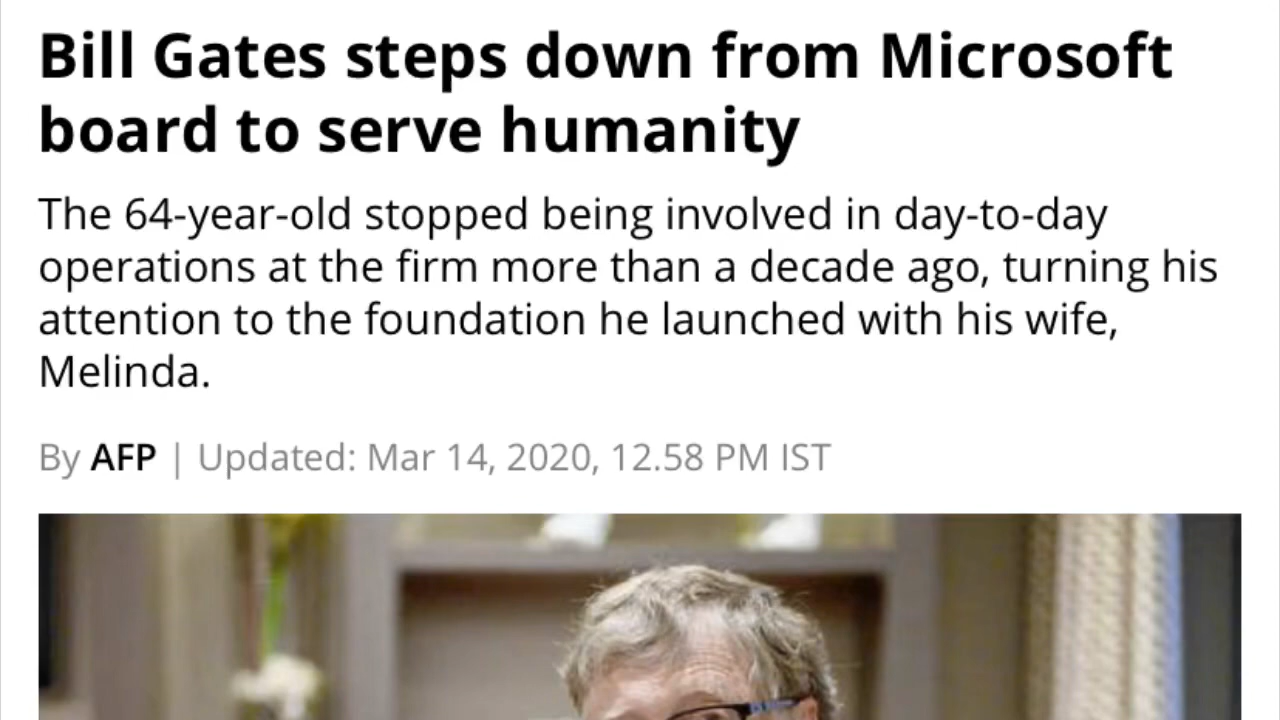 Bill Gates steps down from Microsoft
board to serve humanity
The 64-year-old stopped being involved in day-to-day
operations at the firm more than a decade ago, turning his
attention to the foundation he launched with his wife,
Melinda.
By AFP | Updated: Mar 14, 2020, 12.58 PM IST